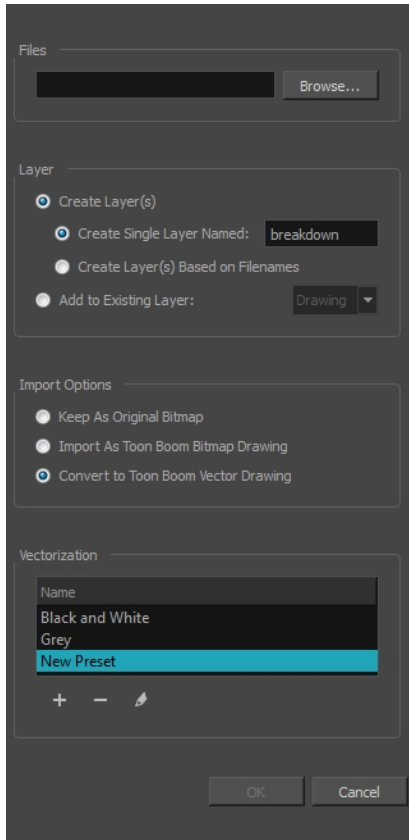 Files
Browse...
Layer
Create Layer(s)
Create Single Layer Named: breakdown
Create Layer(s) Based on Filenames
Add to Existing Layer: Drawing
Import Options
Keep As Original Bitmap
Import As Toon Boom Bitmap Drawing
Convert to Toon Boom Vector Drawing
Vectorization
Name
Black and White
Grey
New Preset
OK Cancel